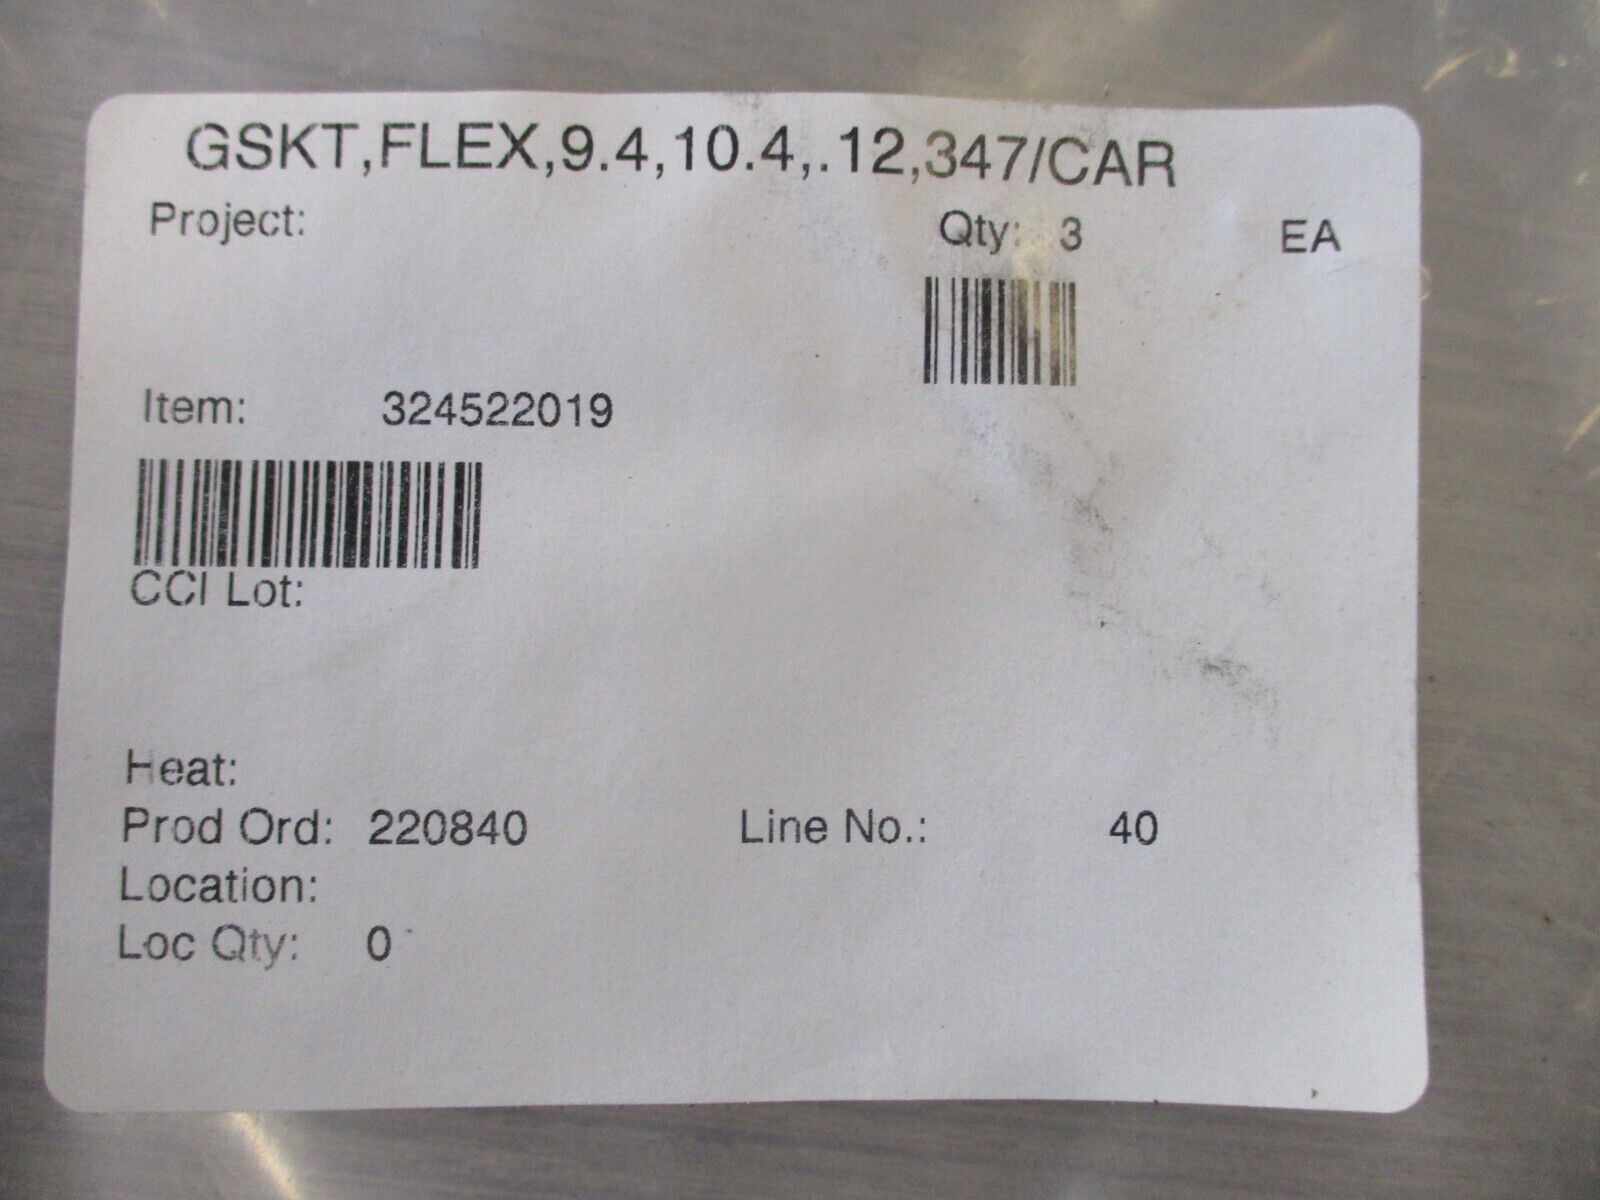 GSKT,FLEX,9.4,10.4,.12,347/CAR
Project:
Qty: 3 EA
Item: 324522019
CCI Lot:
Heat:
Prod Ord: 220840 Line No.: 40
Location:
Loc Qty: 0